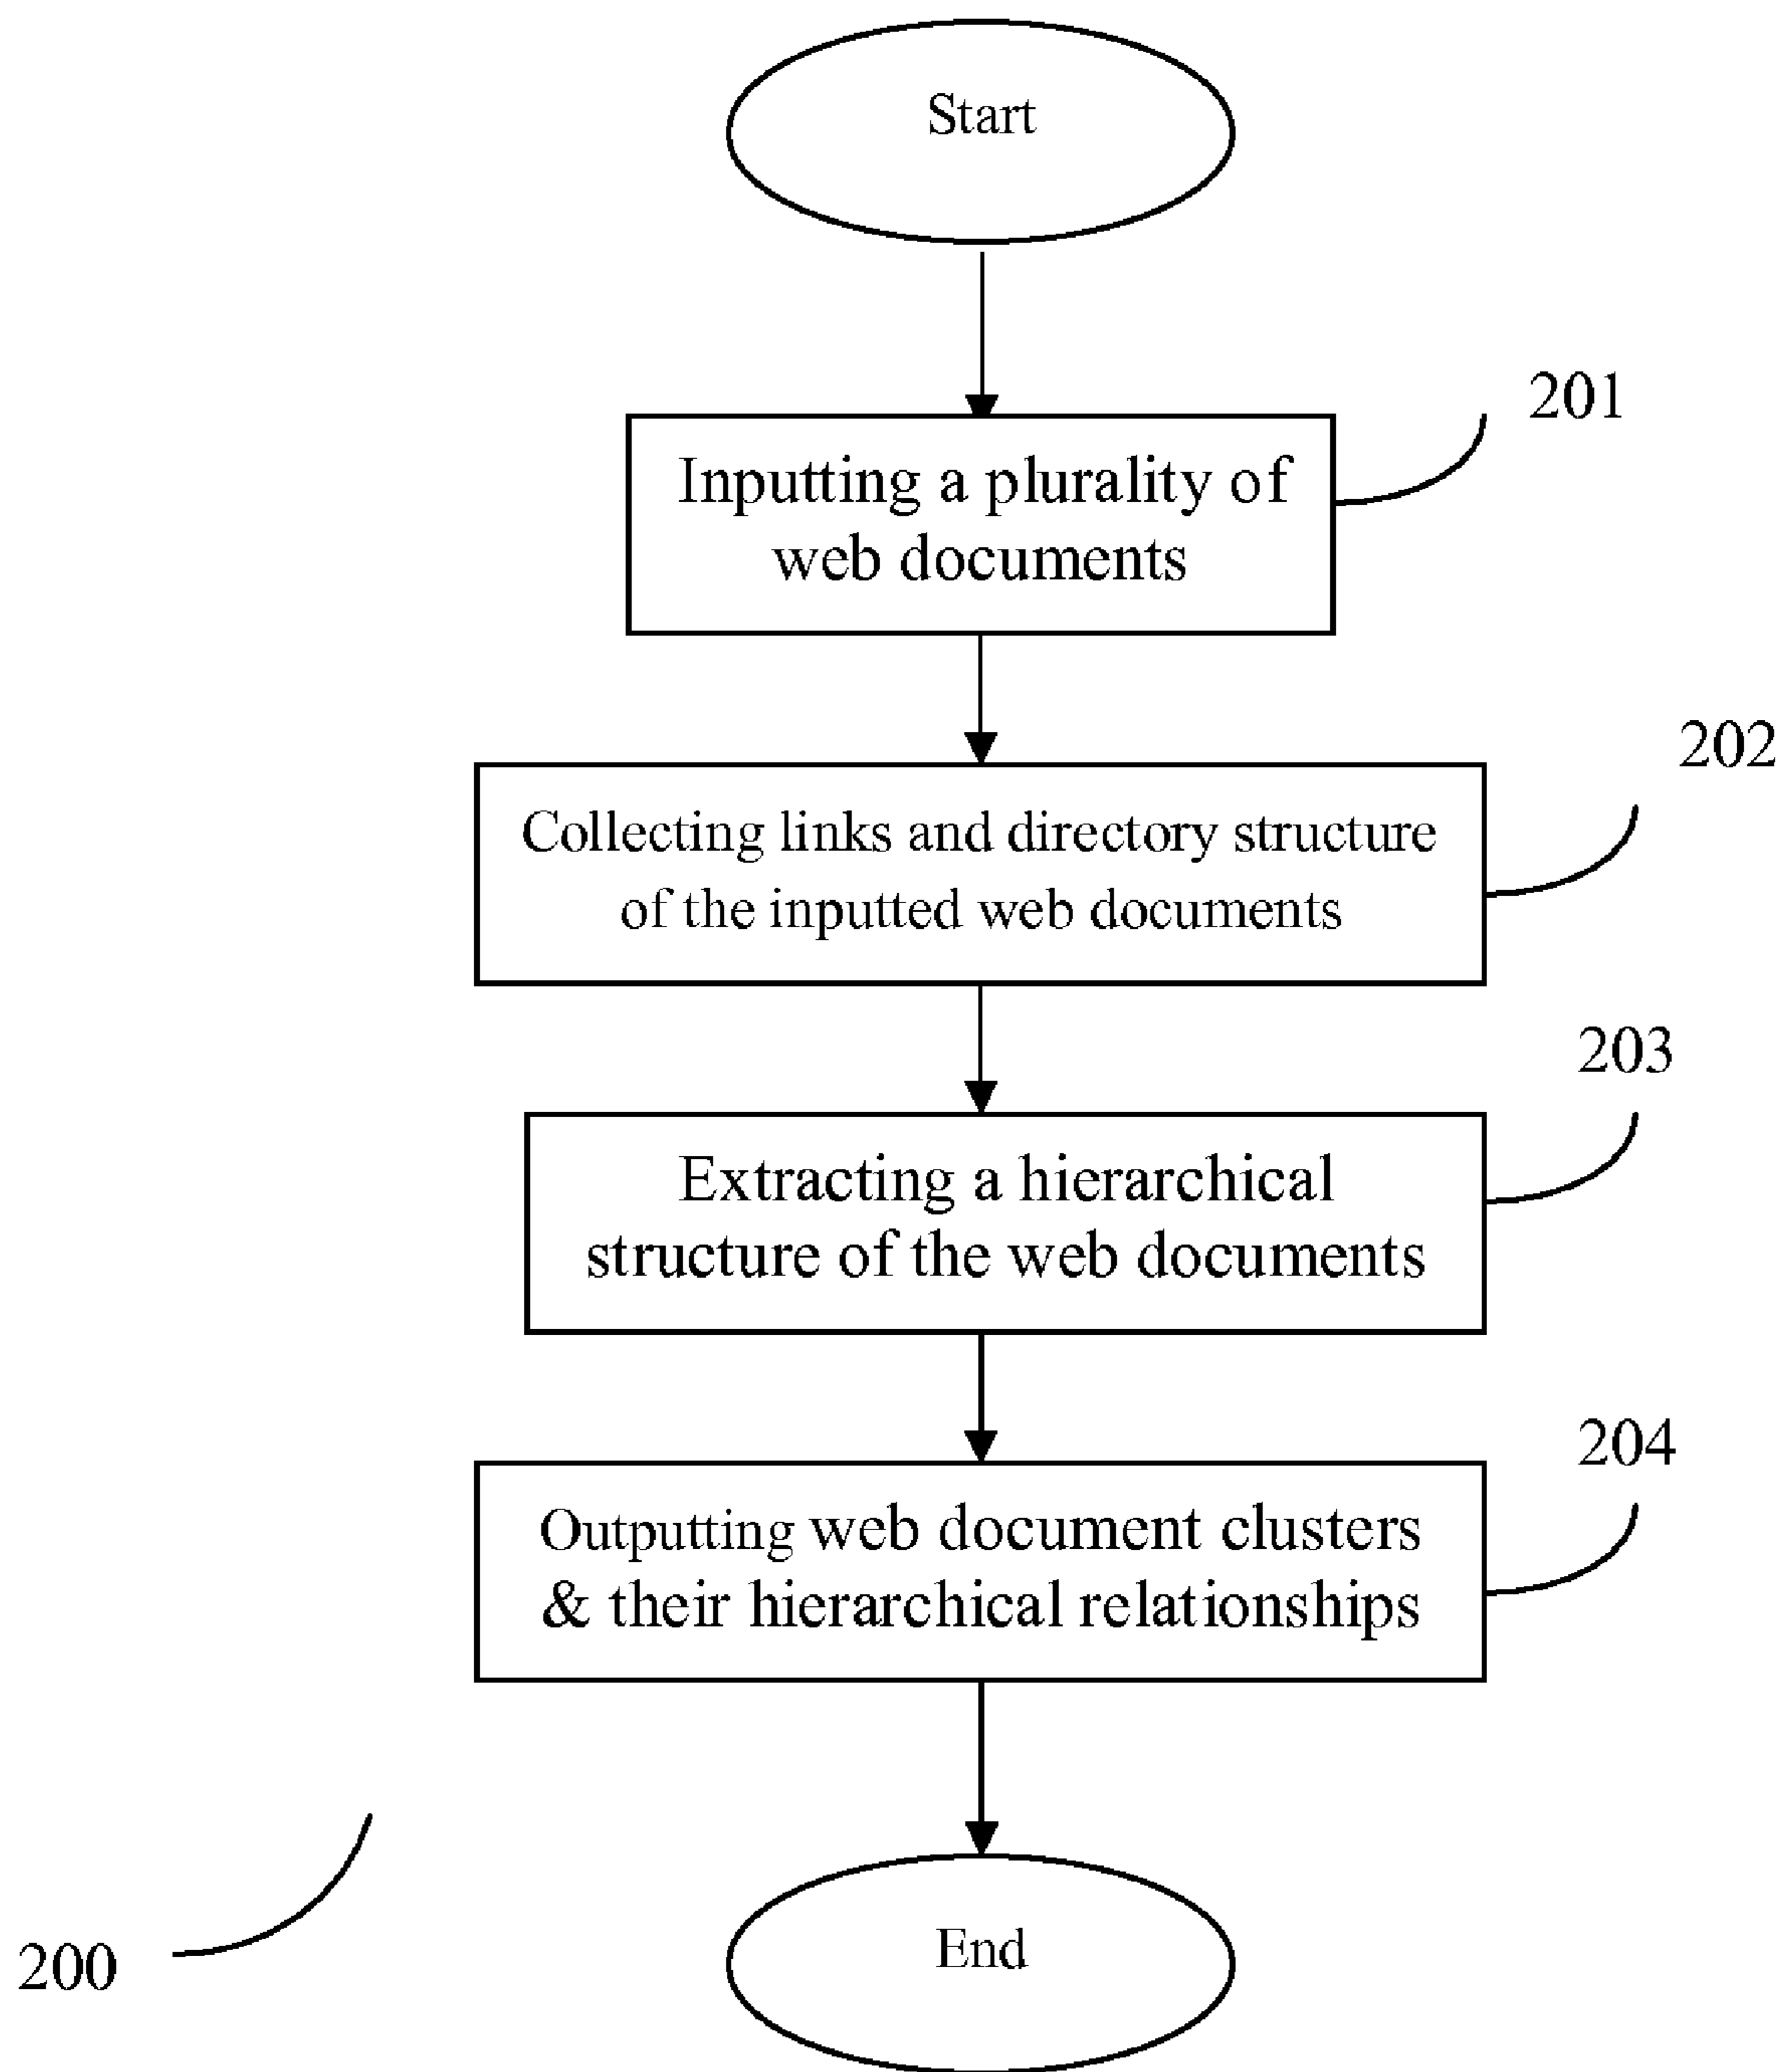 Start
201
Inputting a plurality of
web documents
202
Collecting links and directory structure
of the inputted web documents
203
Extracting a hierarchical
structure of the web documents
204
Outputting web document clusters
& their hierarchical relationships
200
End